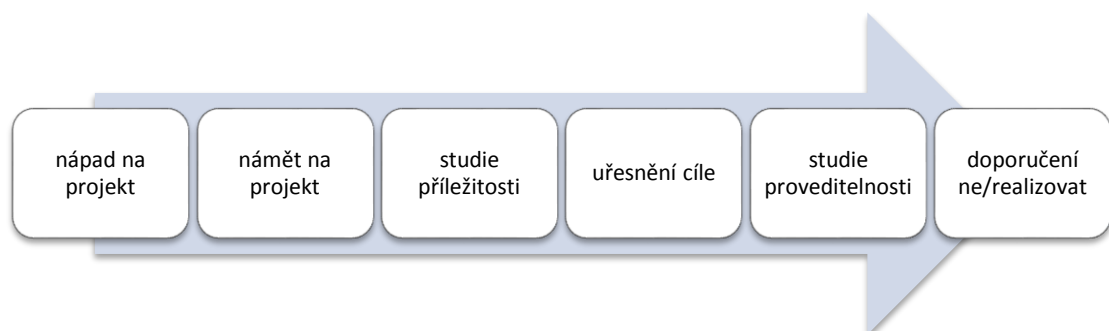 nápad na
projekt
námět na
projekt
studie
příležitosti
uřesnění cíle
studie
proveditelnosti
doporučení
ne/realizovat